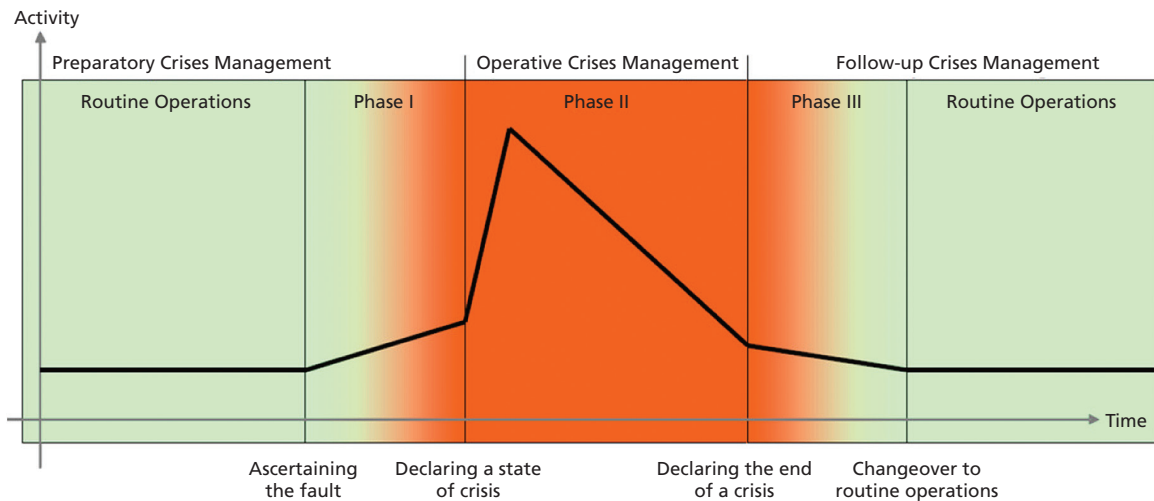 Activity
Preparatory Crises Management
Operative Crises Management
Follow-up Crises Management
Routine Operations
Phase I
Phase II
Phase III
Routine Operations
Time
Ascertaining
the fault
Declaring a state
of crisis
Declaring the end
of a crisis
Changeover to
routine operations